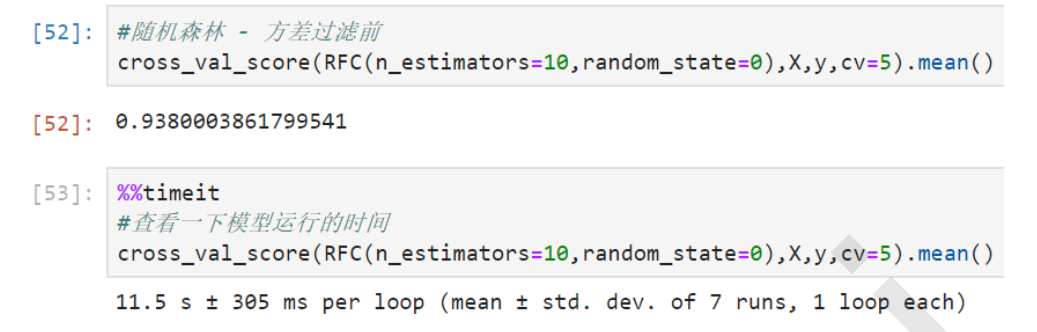 [52]: #随机森林 - 方差过滤前
cross_val_score(RFC(n_estimators=10,random_state=0),X,y,cv=5).mean()
[52]: 0.9380003861799541
[53]: %%timeit
#查看一下模型运行的时间
cross_val_score(RFC(n_estimators=10,random_state=0),X,y,cv=5).mean()
11.5 s ± 305 ms per loop (mean ± std. dev. of 7 runs, 1 loop each)